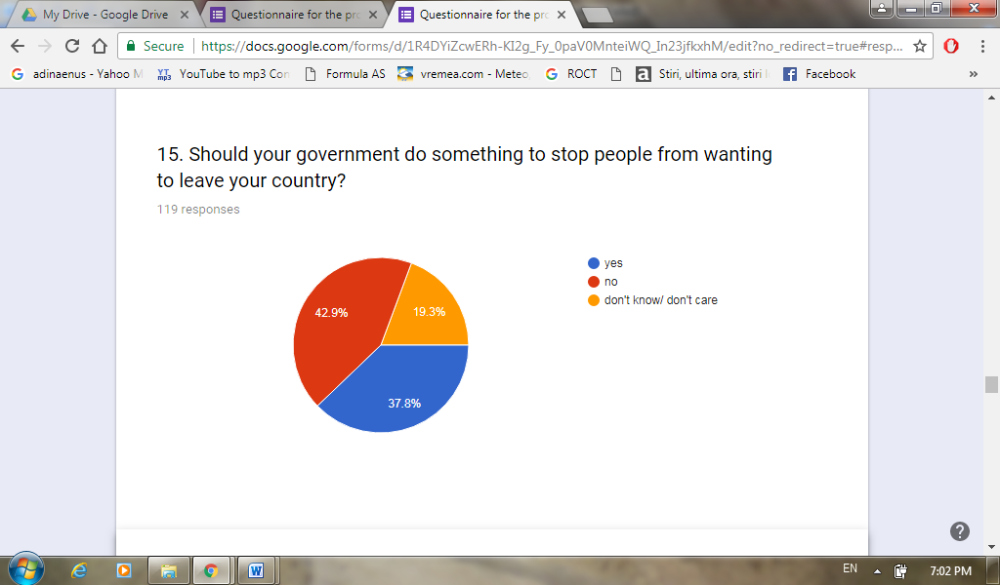 My Drive - Google Drive
Questionnaire for the pro
Questionnaire for the pro
Secure
https://docs.google.com/forms/d/1R4DYiZcwERh-KI2g_Fy_0paV0MnteiWQ_In23jfkxhM/edit?no_redirect=true#resp...
adinaenus - Yahoo M
YouTube to mp3 Con
Formula AS
vremea.com - Meteo
ROCT
Stiri, ultima ora, stiri
Facebook
15. Should your government do something to stop people from wanting
to leave your country?
119 responses
yes
no
don't know/ don't care
42.9%
19.3%
37.8%
EN
7:02 PM